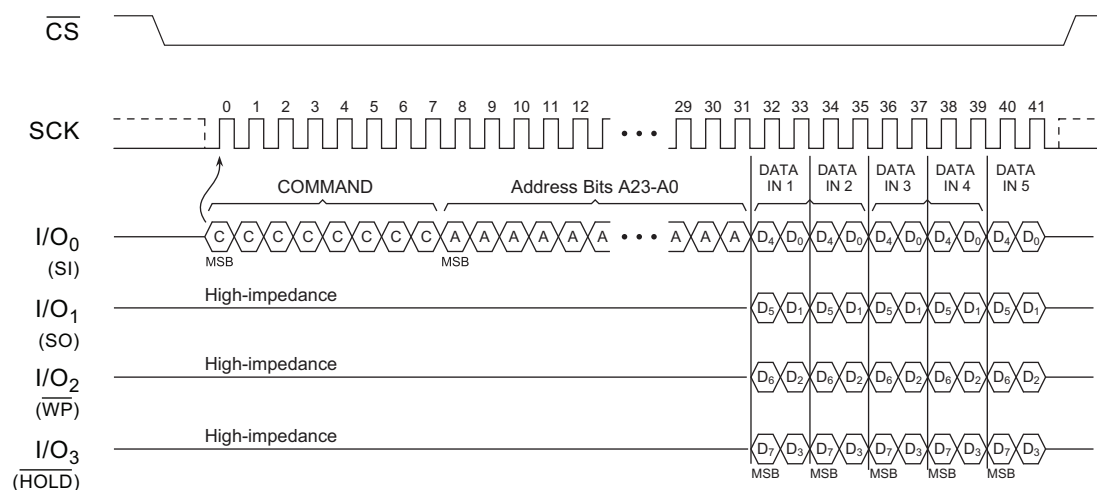 CS
0 1 2 3 4 5 6 7 8 9 10 11 12 29 30 31 32 33 34 35 36 37 38 39 40 41
SCK
• • •
DATA IN 1 DATA IN 2 DATA IN 3 DATA IN 4 DATA IN 5
COMMAND Address Bits A23-A0
I/O0 C C C C C C C C A A A A A A • • • A A A D4 D0 D4 D0 D4 D0 D4 D0 D4 D0
(SI) MSB MSB
High-impedance
I/O1 D5 D1 D5 D1 D5 D1 D5 D1 D5 D1
(SO)
High-impedance
I/O2 D6 D2 D6 D2 D6 D2 D6 D2 D6 D2
(WP)
High-impedance
I/O3 D7 D3 D7 D3 D7 D3 D7 D3 D7 D3
(HOLD) MSB MSB MSB MSB MSB